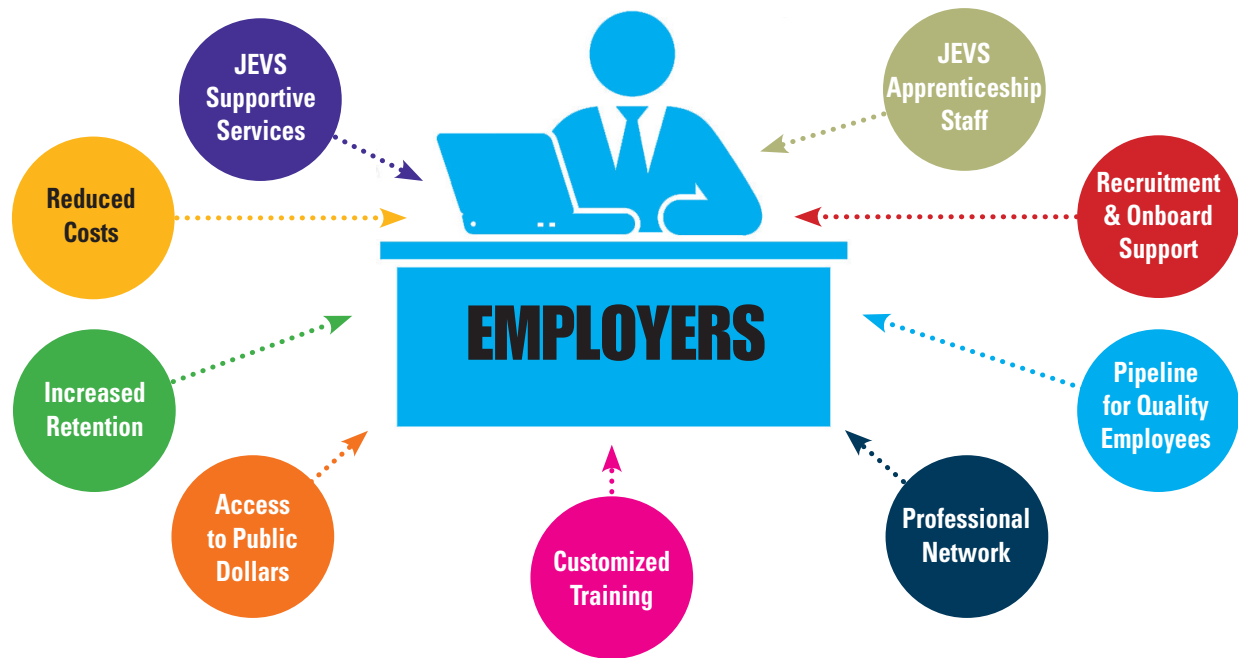 JEVS
Supportive
Services
JEVS
Apprenticeship
Staff
Reduced
Costs
Recruitment
& Onboard
Support
EMPLOYERS
Increased
Retention
Pipeline
for Quality
Employees
Access
to Public
Dollars
Customized
Training
Professional
Network